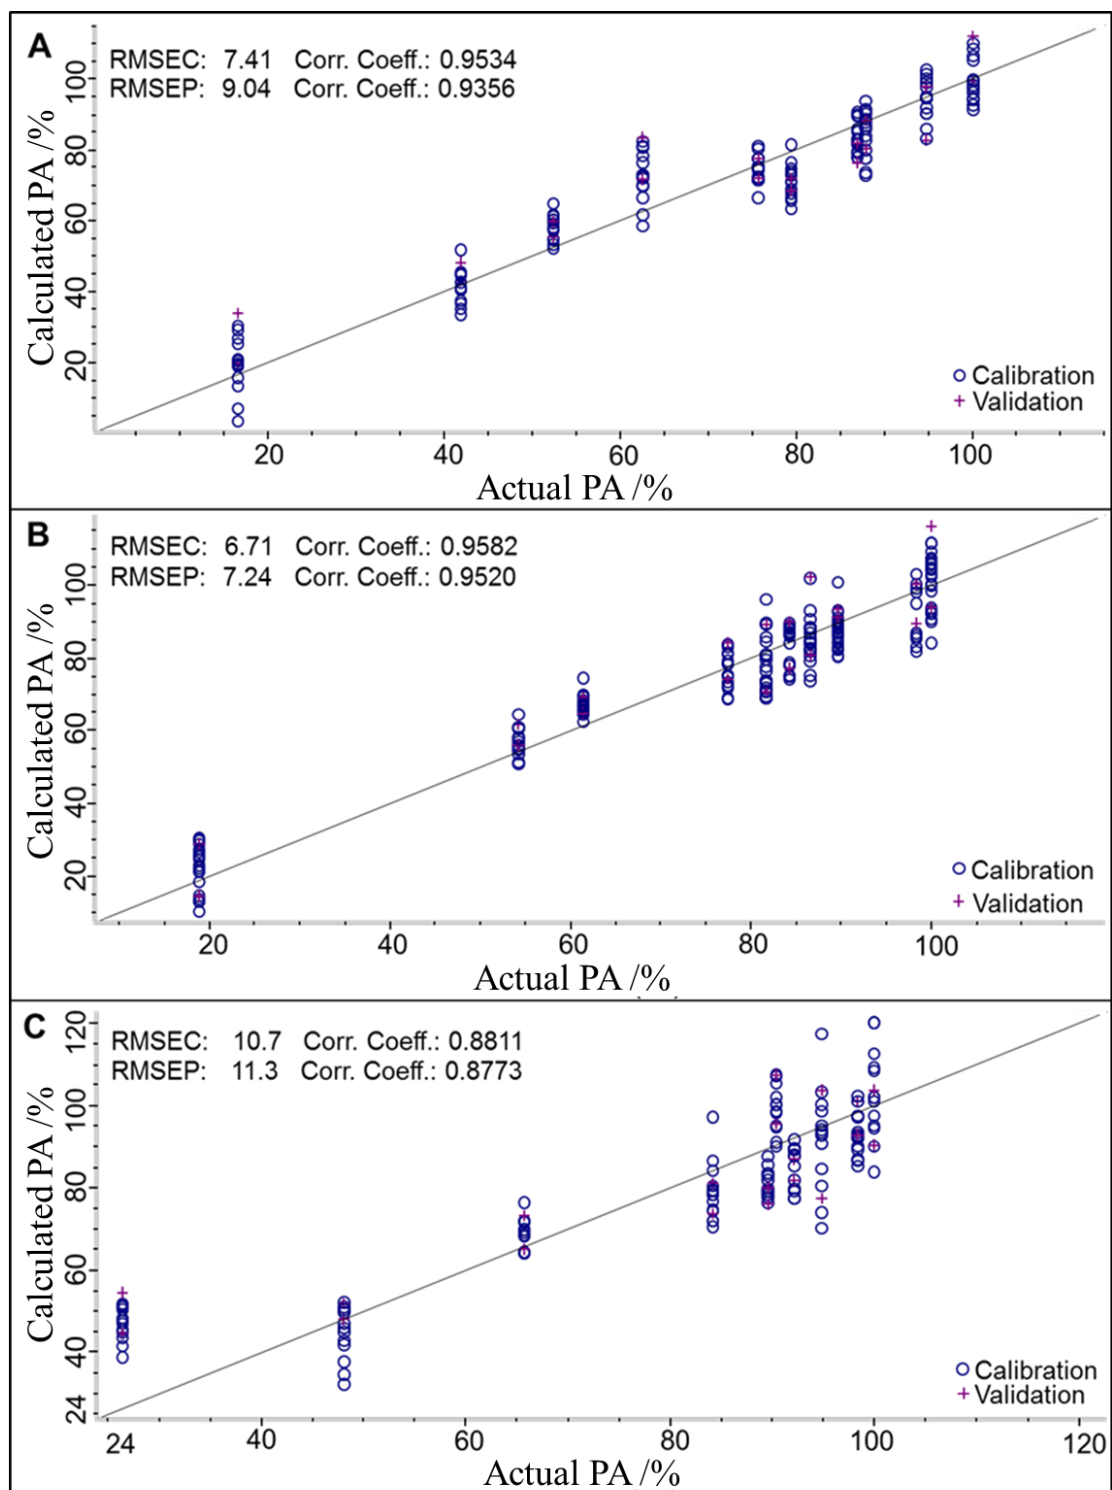 A
RMSEC: 7.41 Corr. Coeff.: 0.9534
RMSEP: 9.04 Corr. Coeff.: 0.9356
Calculated PA /%
100
80
60
40
20
Calibration
Validation
20 40 60 80 100
Actual PA /%
B
RMSEC: 6.71 Corr. Coeff.: 0.9582
RMSEP: 7.24 Corr. Coeff.: 0.9520
Calculated PA /%
100
80
60
40
20
Calibration
Validation
20 40 60 80 100
Actual PA /%
C
RMSEC: 10.7 Corr. Coeff.: 0.8811
RMSEP: 11.3 Corr. Coeff.: 0.8773
Calculated PA /%
120
100
80
60
40
24
Calibration
Validation
24 40 60 80 100 120
Actual PA /%